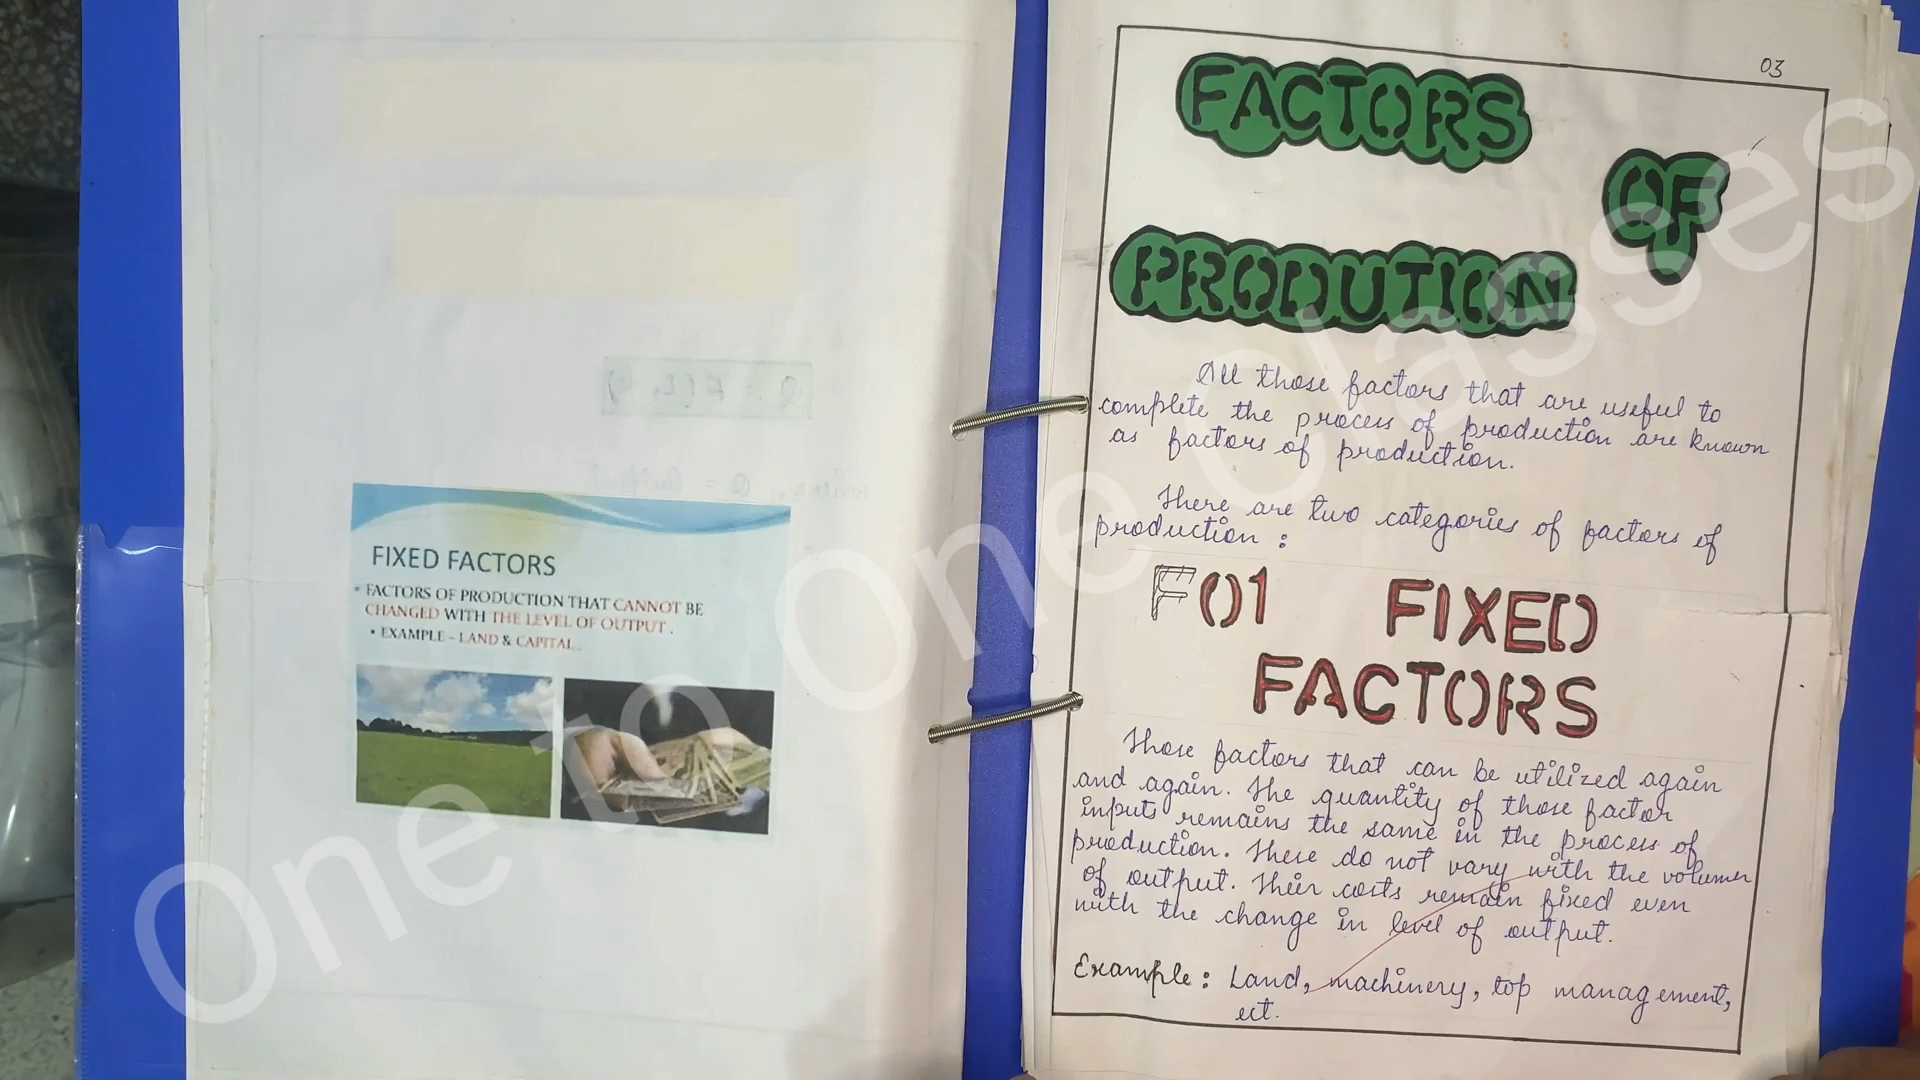 FIXED FACTORS
• FACTORS OF PRODUCTION THAT CANNOT BE
CHANGED WITH THE LEVEL OF OUTPUT .
• EXAMPLE – LAND & CAPITAL .
03
FACTORS
OF
PRODUTION
All those factors that are useful to
complete the process of production are known
as factors of production.
There are two categories of factors of
production :
F01 FIXED
FACTORS
Those factors that can be utilized again
and again. The quantity of those factor
inputs remains the same in the process of
production. These do not vary with the volumer
of output. Their costs remain fixed even
with the change in level of output.
Example : Land, machinery, top management,
ect.
One to One Classes